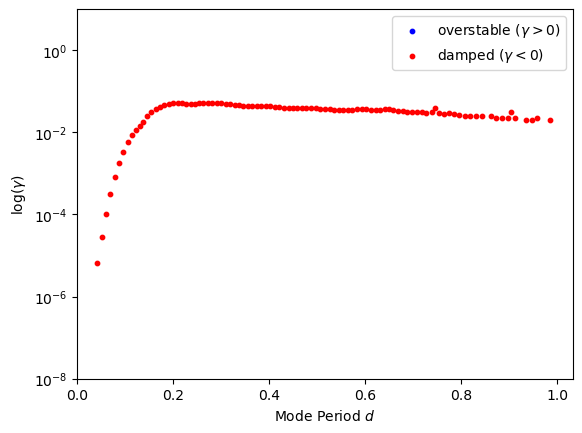 overstable (γ > 0)
damped (γ < 0)
10⁰
10⁻²
10⁻⁴
10⁻⁶
10⁻⁸
log(γ)
0.0 0.2 0.4 0.6 0.8 1.0
Mode Period d